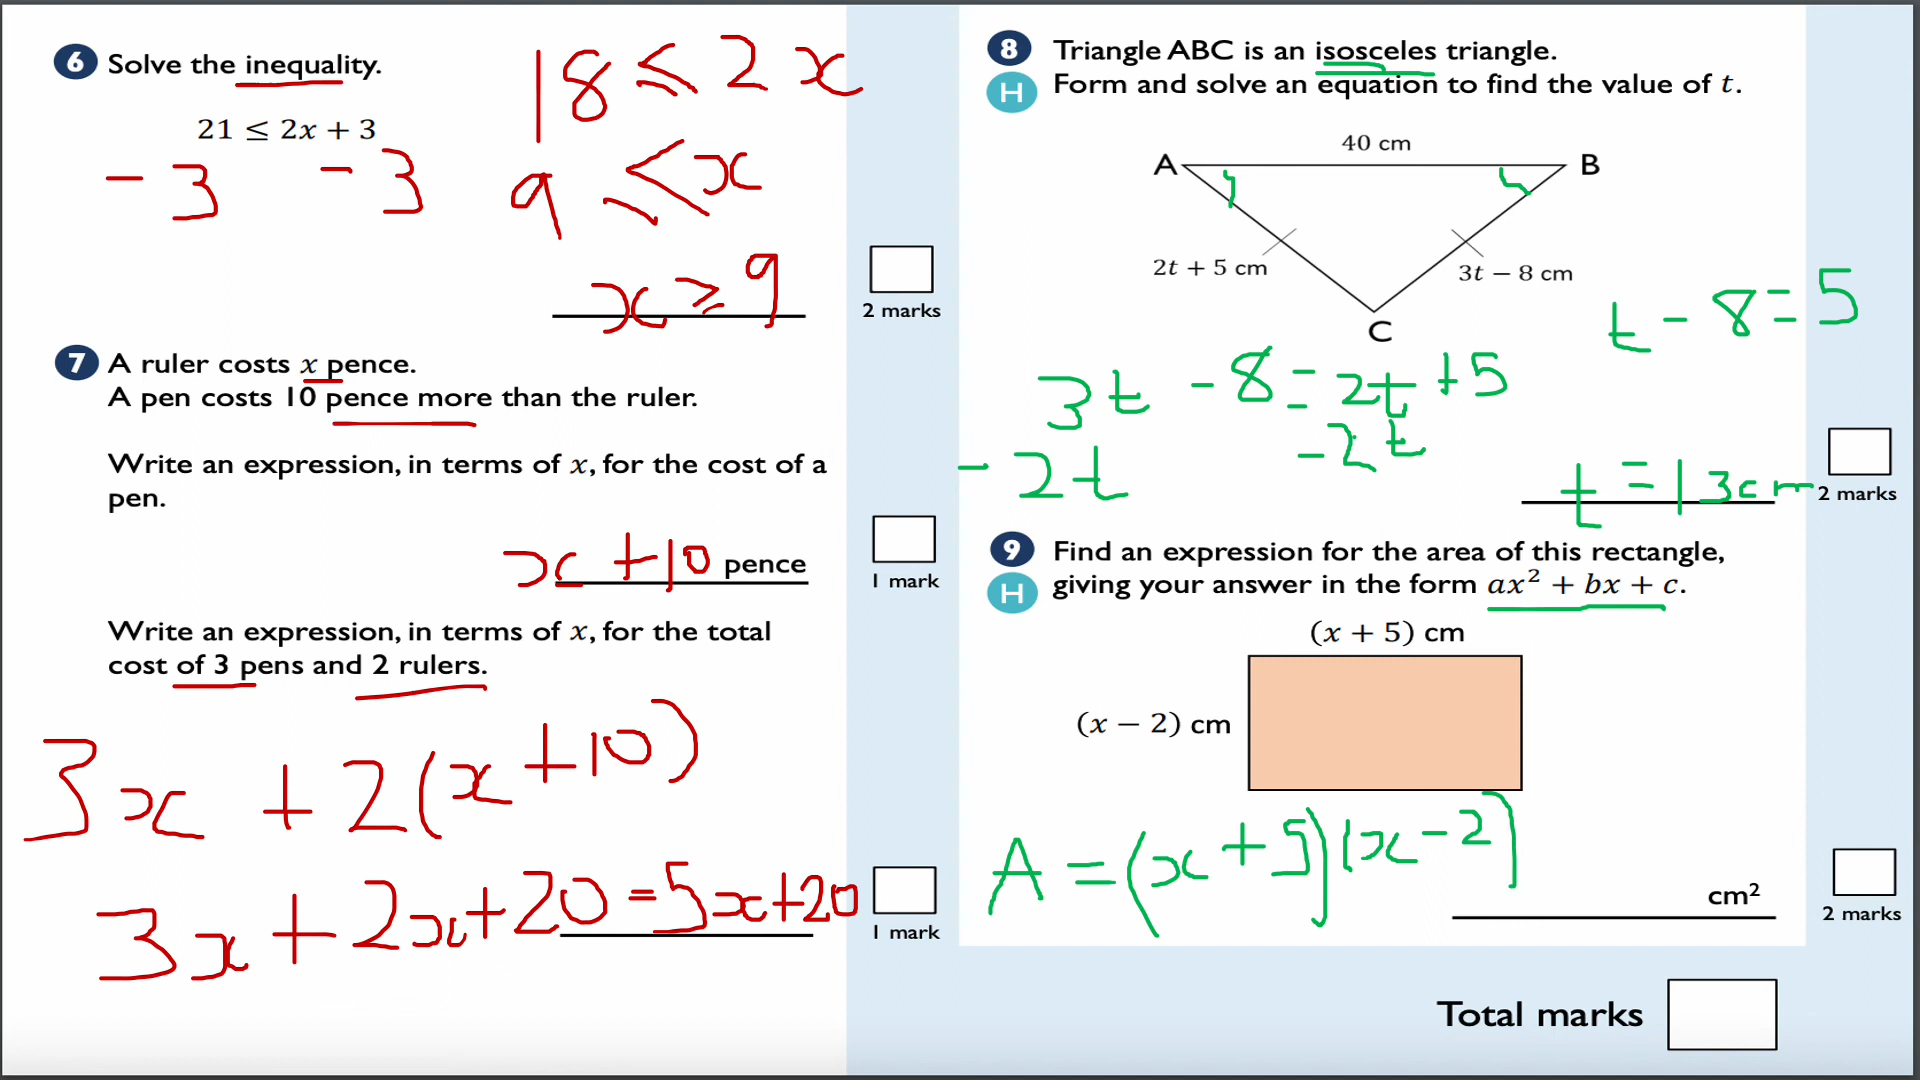 6 Solve the inequality.
21 ≤ 2x + 3
- 3 - 3
18 ≤ 2x
9 ≤ x
x ≥ 9
2 marks
7 A ruler costs x pence.
A pen costs 10 pence more than the ruler.
Write an expression, in terms of x, for the cost of a
pen.
x + 10 pence
1 mark
Write an expression, in terms of x, for the total
cost of 3 pens and 2 rulers.
3x + 2(x + 10)
3x + 2x + 20 = 5x + 20
1 mark
8 Triangle ABC is an isosceles triangle.
H Form and solve an equation to find the value of t.
40 cm
A B
2t + 5 cm 3t − 8 cm
C
3t - 8 = 2t + 5
- 2t - 2t
t - 8 = 5
t = 13cm
2 marks
9 Find an expression for the area of this rectangle,
H giving your answer in the form ax² + bx + c.
(x + 5) cm
(x − 2) cm
A = (x + 5)(x - 2)
cm²
2 marks
Total marks